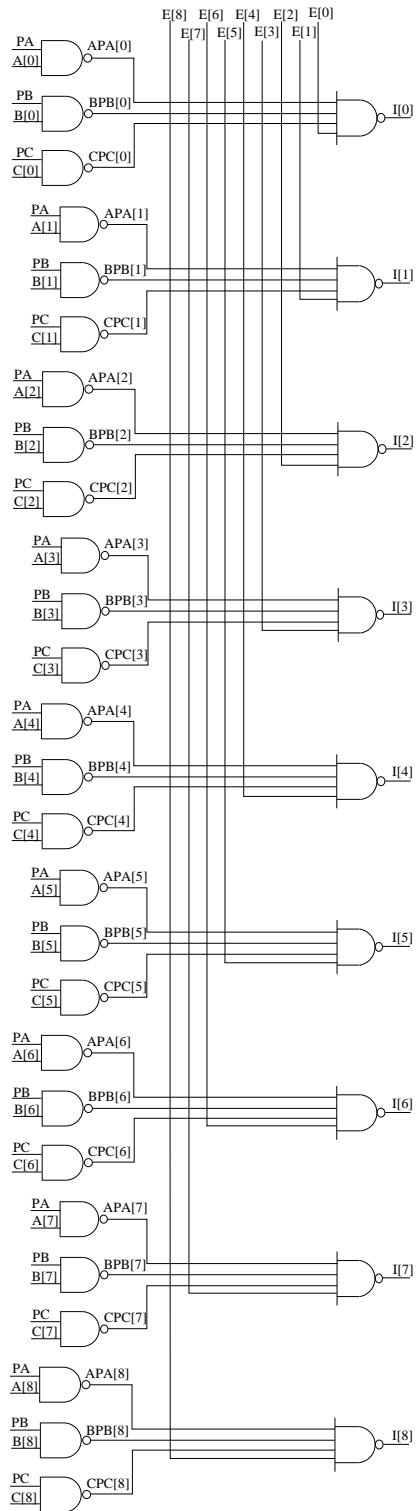 E[8] E[6] E[4] E[2] E[0]
E[7] E[5] E[3] E[1]
PA
A[0]
APA[0]
PB
B[0]
BPB[0]
I[0]
PC
C[0]
CPC[0]
PA
A[1]
APA[1]
PB
B[1]
BPB[1]
I[1]
PC
C[1]
CPC[1]
PA
A[2]
APA[2]
PB
B[2]
BPB[2]
I[2]
PC
C[2]
CPC[2]
PA
A[3]
APA[3]
PB
B[3]
BPB[3]
I[3]
PC
C[3]
CPC[3]
PA
A[4]
APA[4]
PB
B[4]
BPB[4]
I[4]
PC
C[4]
CPC[4]
PA
A[5]
APA[5]
PB
B[5]
BPB[5]
I[5]
PC
C[5]
CPC[5]
PA
A[6]
APA[6]
PB
B[6]
BPB[6]
I[6]
PC
C[6]
CPC[6]
PA
A[7]
APA[7]
PB
B[7]
BPB[7]
I[7]
PC
C[7]
CPC[7]
PA
A[8]
APA[8]
PB
B[8]
BPB[8]
I[8]
PC
C[8]
CPC[8]